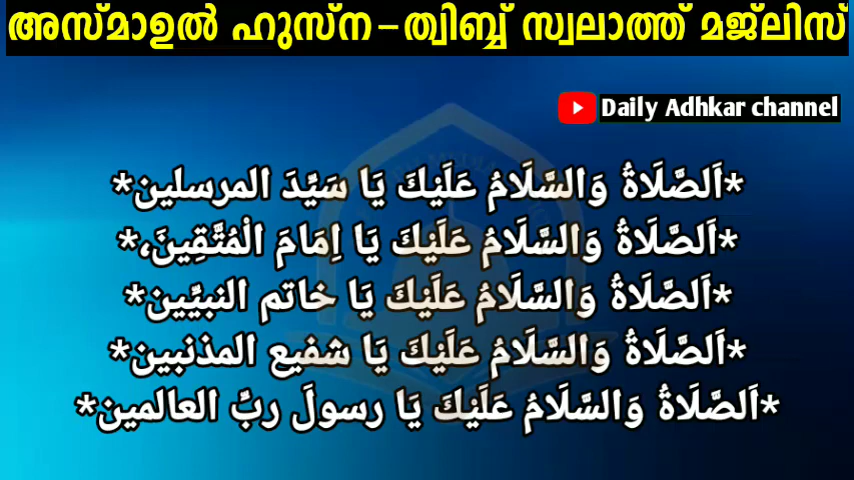 അസ്മാഉൽ ഹുസ്ന-ത്വിബ്ബ് സ്വലാത്ത് മജ്ലിസ്
Daily Adhkar channel
*اَلصَّلَاةُ وَالسَّلَامُ عَلَيْكَ يَا سَيِّدَ المرسلين*
*اَلصَّلَاةُ وَالسَّلَامُ عَلَيْكَ يَا اِمَامَ الْمُتَّقِينَ،*
*اَلصَّلَاةُ وَالسَّلَامُ عَلَيْكَ يَا خاتم النبيِّين*
*اَلصَّلَاةُ وَالسَّلَامُ عَلَيْكَ يَا شفيع المذنبين*
*اَلصَّلَاةُ وَالسَّلَامُ عَلَيْكَ يَا رسولَ ربِّ العالمين*